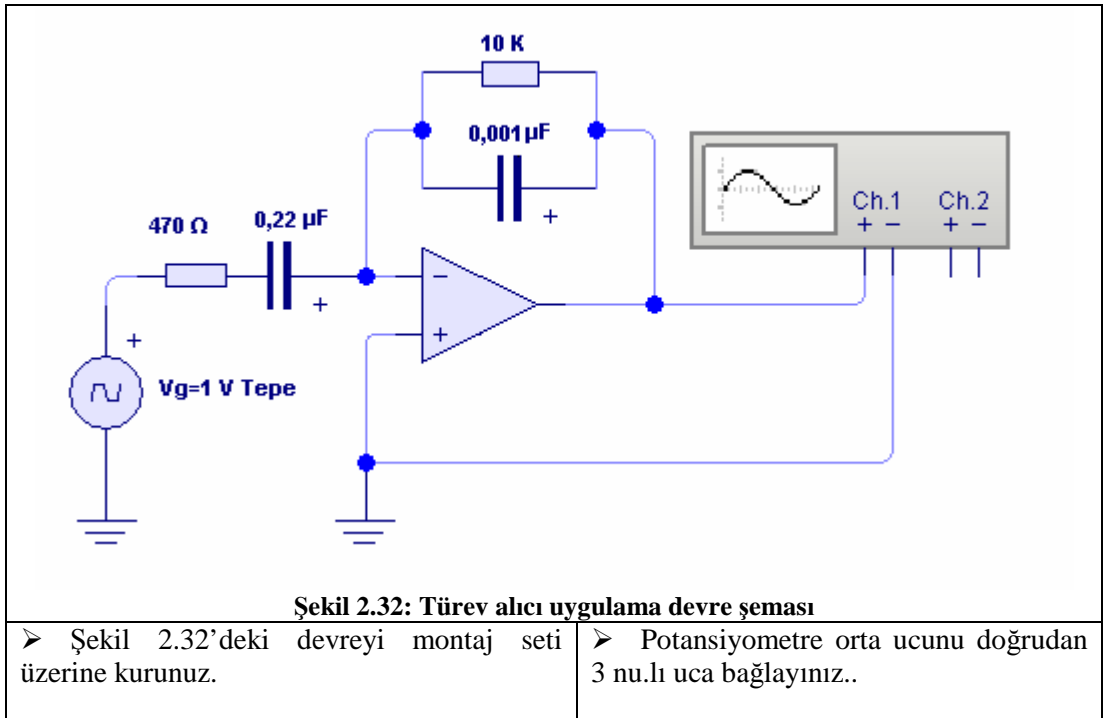 10 K
0,001 µF
+
470 Ω
0,22 µF
+
Ch.1
Ch.2
+ −
+ −
−
+
+
Vg=1 V Tepe
Şekil 2.32: Türev alıcı uygulama devre şeması
➢ Şekil 2.32’deki devreyi montaj seti
üzerine kurunuz.
➢ Potansiyometre orta ucunu doğrudan
3 nu.lı uca bağlayınız..